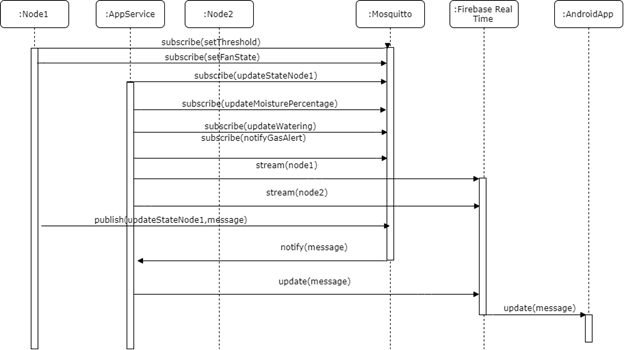 :Node1
:AppService
:Node2
:Mosquitto
:Firebase Real
Time
:AndroidApp
subscribe(setThreshold)
subscribe(setFanState)
subscribe(updateStateNode1)
subscribe(updateMoisturePercentage)
subscribe(updateWatering)
subscribe(notifyGasAlert)
stream(node1)
stream(node2)
publish(updateStateNode1,message)
notify(message)
update(message)
update(message)